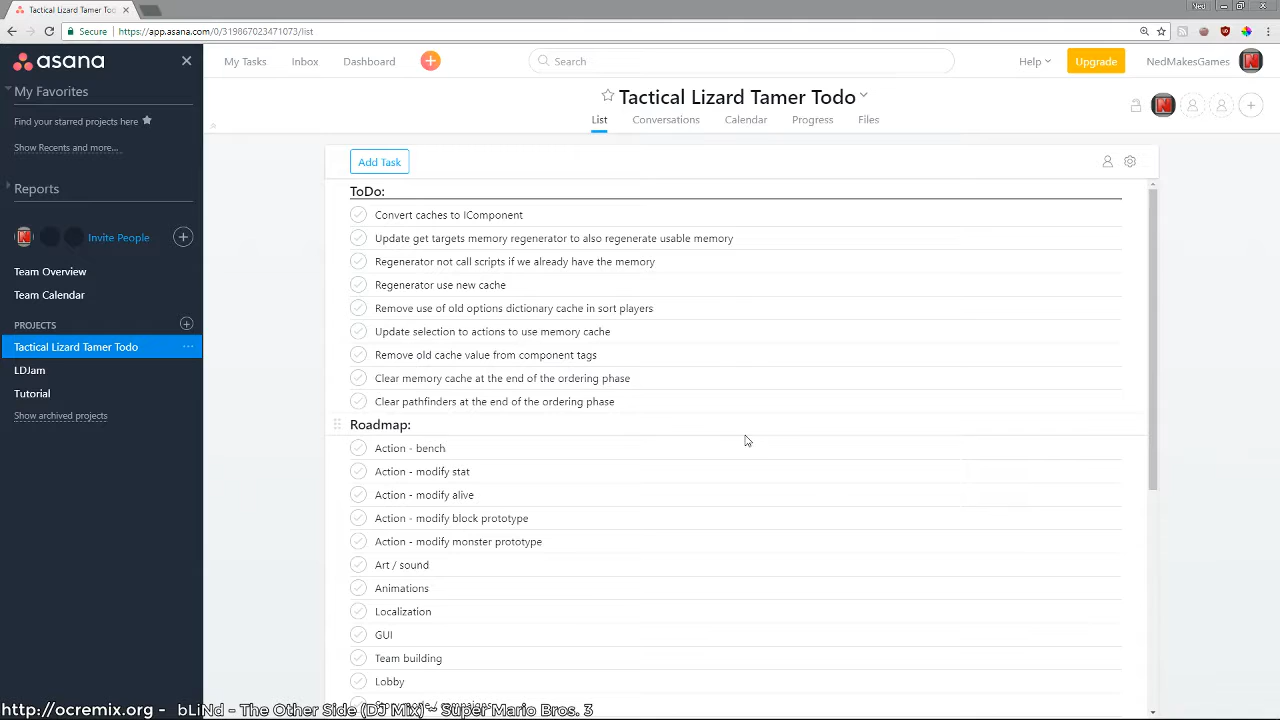 Tactical Lizard Tamer Todo
Ned
Secure
https://app.asana.com/0/319867023471073/list
asana
My Tasks
Inbox
Dashboard
Search
Help
Upgrade
NedMakesGames
My Favorites
Find your starred projects here
Show Recents and more...
Reports
Invite People
Team Overview
Team Calendar
PROJECTS
Tactical Lizard Tamer Todo
LDJam
Tutorial
Show archived projects
Tactical Lizard Tamer Todo
List
Conversations
Calendar
Progress
Files
Add Task
ToDo:
Convert caches to IComponent
Update get targets memory regenerator to also regenerate usable memory
Regenerator not call scripts if we already have the memory
Regenerator use new cache
Remove use of old options dictionary cache in sort players
Update selection to actions to use memory cache
Remove old cache value from component tags
Clear memory cache at the end of the ordering phase
Clear pathfinders at the end of the ordering phase
Roadmap:
Action - bench
Action - modify stat
Action - modify alive
Action - modify block prototype
Action - modify monster prototype
Art / sound
Animations
Localization
GUI
Team building
Lobby
http://ocremix.org - bLiNd - The Other Side (DJ Mix) ~ Super Mario Bros. 3